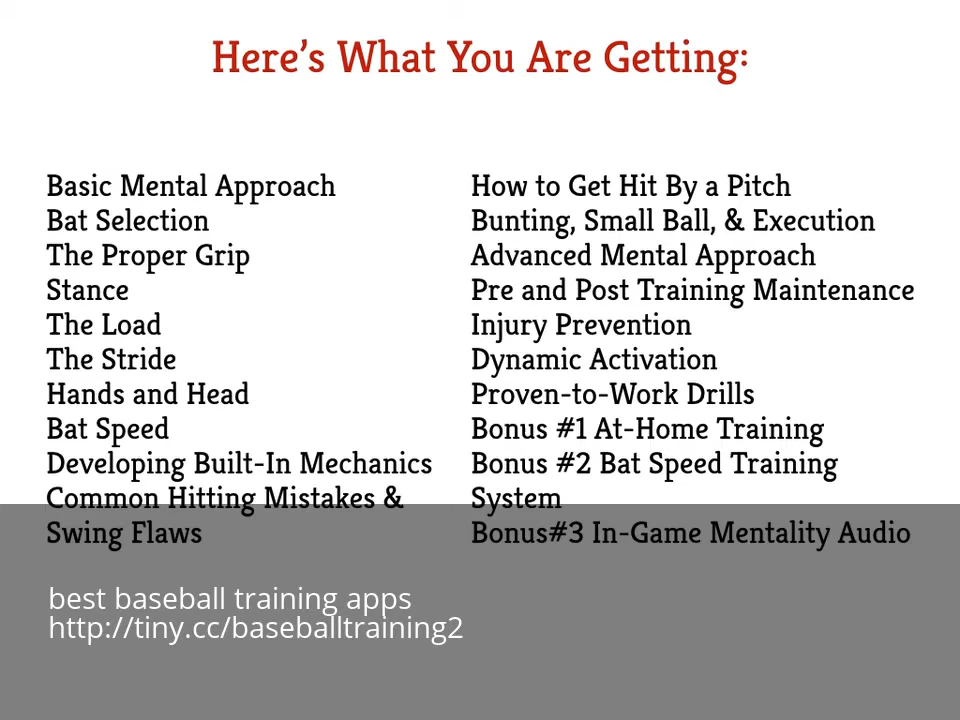 Here’s What You Are Getting:
Basic Mental Approach
Bat Selection
The Proper Grip
Stance
The Load
The Stride
Hands and Head
Bat Speed
Developing Built-In Mechanics
Common Hitting Mistakes &
Swing Flaws
How to Get Hit By a Pitch
Bunting, Small Ball, & Execution
Advanced Mental Approach
Pre and Post Training Maintenance
Injury Prevention
Dynamic Activation
Proven-to-Work Drills
Bonus #1 At-Home Training
Bonus #2 Bat Speed Training
System
Bonus#3 In-Game Mentality Audio
best baseball training apps
http://tiny.cc/baseballtraining2